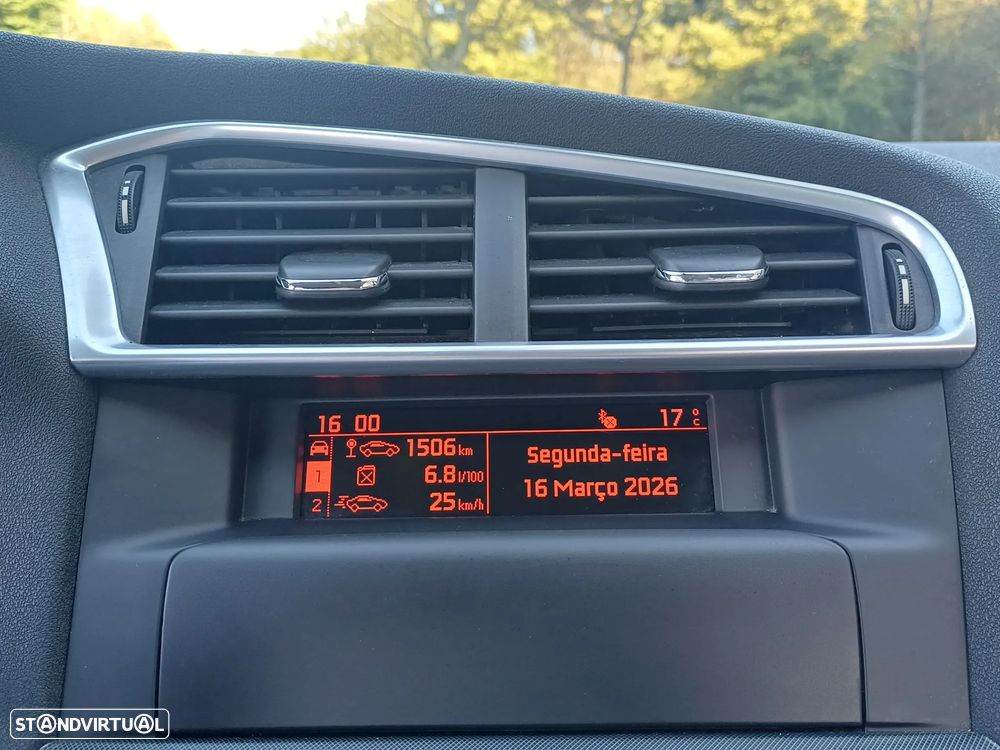 16 00 17 °C
1506 km
1 6.8 l/100
2 25 km/h
Segunda-feira
16 Março 2026
STANDVIRTUAL